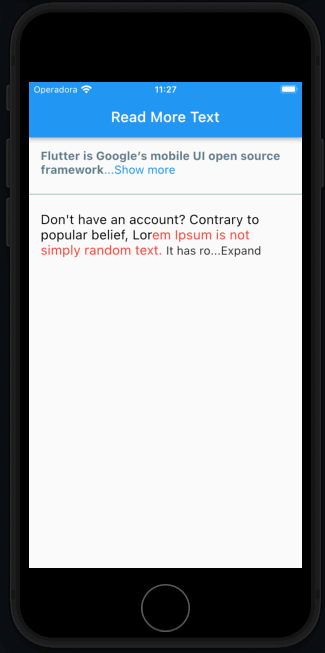 Operadora 11:27
Read More Text
Flutter is Google’s mobile UI open source
framework...Show more
Don't have an account? Contrary to
popular belief, Lorem Ipsum is not
simply random text. It has ro...Expand